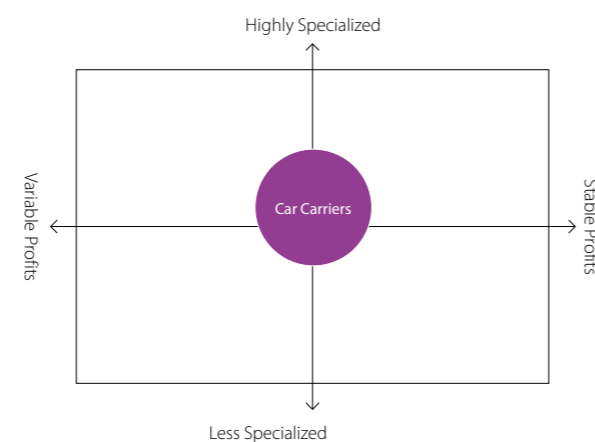 Highly Specialized
Variable Profits
Car Carriers
Stable Profits
Less Specialized